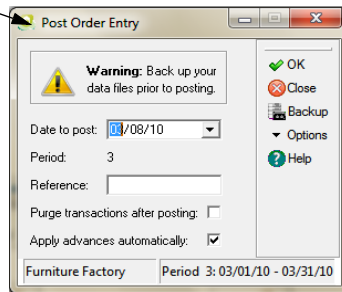 Post Order Entry
Warning: Back up your
data files prior to posting.
Date to post: 03/08/10
Period: 3
Reference:
Purge transactions after posting:
Apply advances automatically:
OK
Close
Backup
Options
Help
Furniture Factory
Period 3: 03/01/10 - 03/31/10